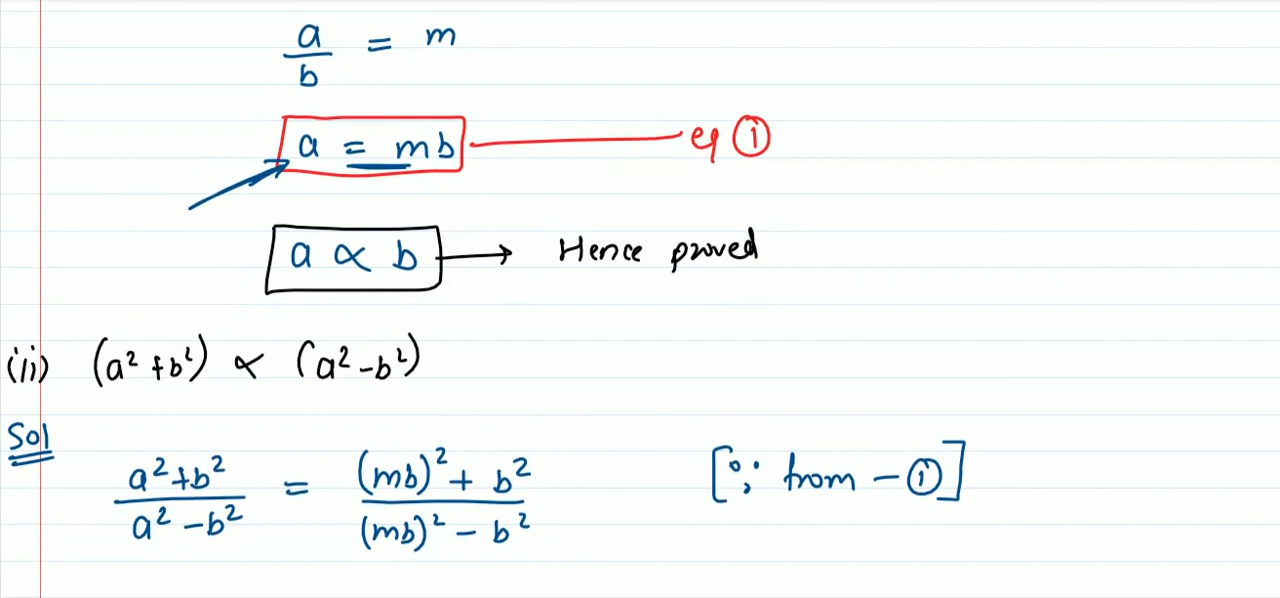 a/b = m
a = mb — eq ①
a ∝ b → Hence proved
(ii) (a²+b²) ∝ (a²-b²)
Sol
(a²+b²)/(a²-b²) = ((mb)²+b²)/((mb)²-b²) [∵ from - ①]